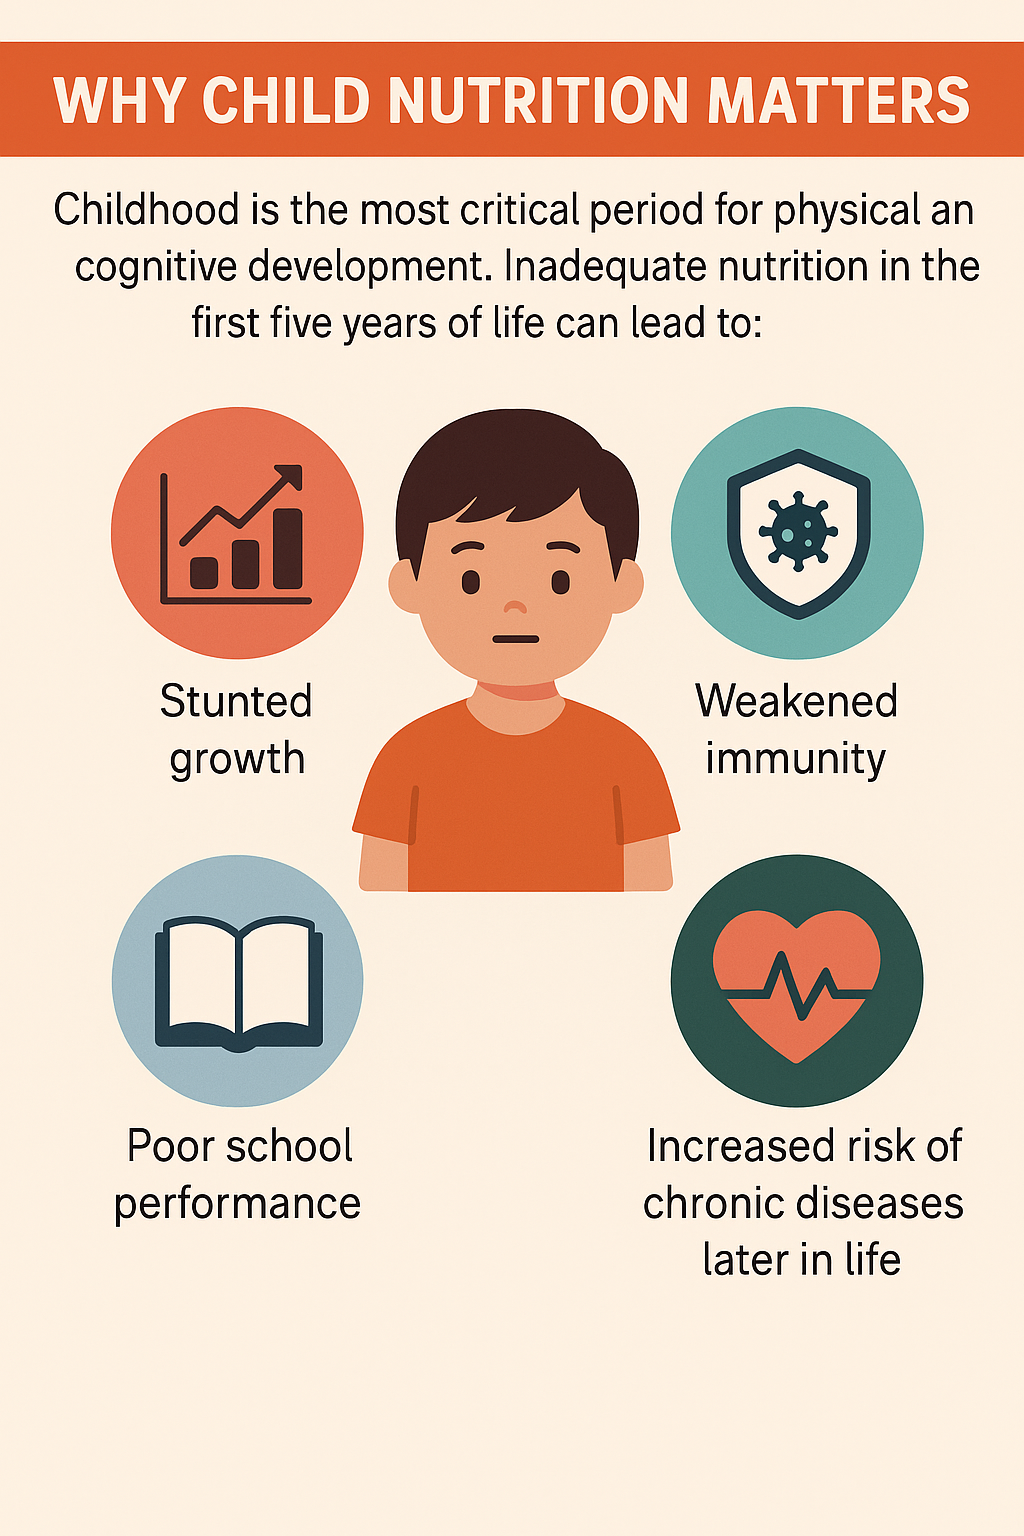 WHY CHILD NUTRITION MATTERS
Childhood is the most critical period for physical an
cognitive development. Inadequate nutrition in the
first five years of life can lead to:
Stunted
growth
Weakened
immunity
Poor school
performance
Increased risk of
chronic diseases
later in life